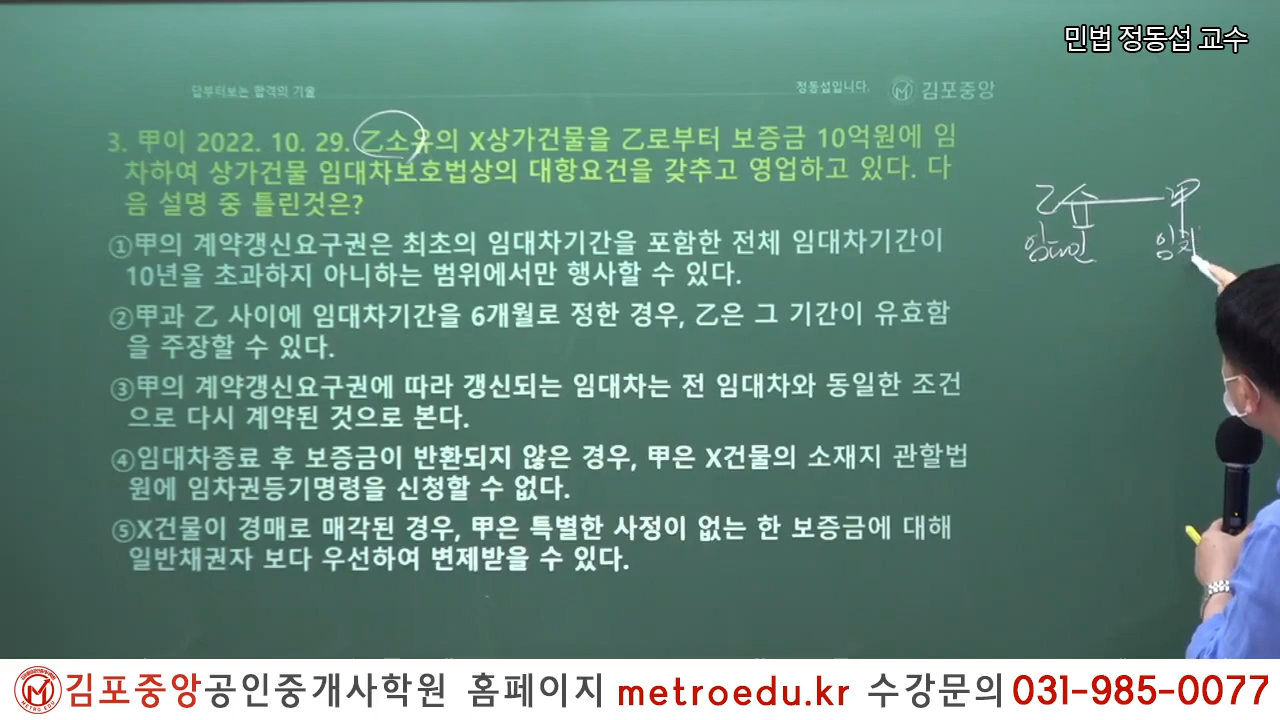 민법 정동섭 교수
답부터보는 합격의 기술
정동섭입니다.
김포중앙
3. 甲이 2022. 10. 29. 乙소유의 X상가건물을 乙로부터 보증금 10억원에 임
차하여 상가건물 임대차보호법상의 대항요건을 갖추고 영업하고 있다. 다
음 설명 중 틀린것은?
①甲의 계약갱신요구권은 최초의 임대차기간을 포함한 전체 임대차기간이
10년을 초과하지 아니하는 범위에서만 행사할 수 있다.
②甲과 乙 사이에 임대차기간을 6개월로 정한 경우, 乙은 그 기간이 유효함
을 주장할 수 있다.
③甲의 계약갱신요구권에 따라 갱신되는 임대차는 전 임대차와 동일한 조건
으로 다시 계약된 것으로 본다.
④임대차종료 후 보증금이 반환되지 않은 경우, 甲은 X건물의 소재지 관할법
원에 임차권등기명령을 신청할 수 없다.
⑤X건물이 경매로 매각된 경우, 甲은 특별한 사정이 없는 한 보증금에 대해
일반채권자 보다 우선하여 변제받을 수 있다.
乙소유 甲
임대인 임차
METRO EDU
김포중앙공인중개사학원 홈페이지 metroedu.kr 수강문의 031-985-0077